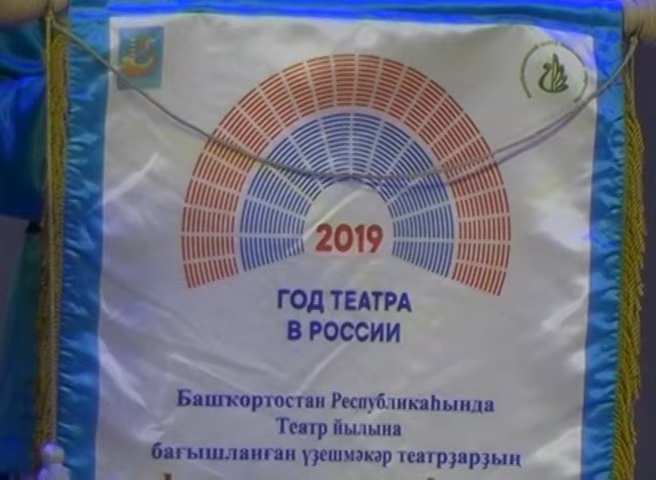 2019
ГОД ТЕАТРА
В РОССИИ
Башҡортостан Республикаһында
Театр йылына
бағышланған үҙешмәкәр театрҙарҙың